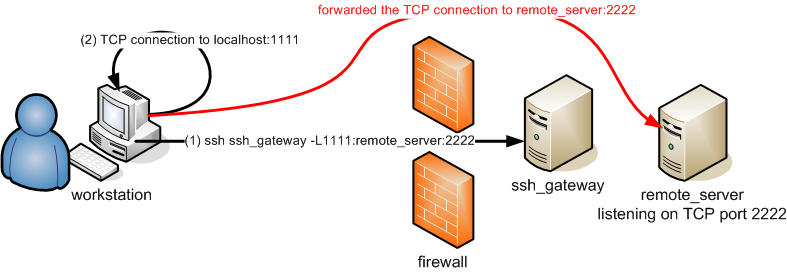 forwarded the TCP connection to remote_server:2222
(2) TCP connection to localhost:1111
(1) ssh ssh_gateway -L1111:remote_server:2222
workstation
ssh_gateway
remote_server
listening on TCP port 2222
firewall